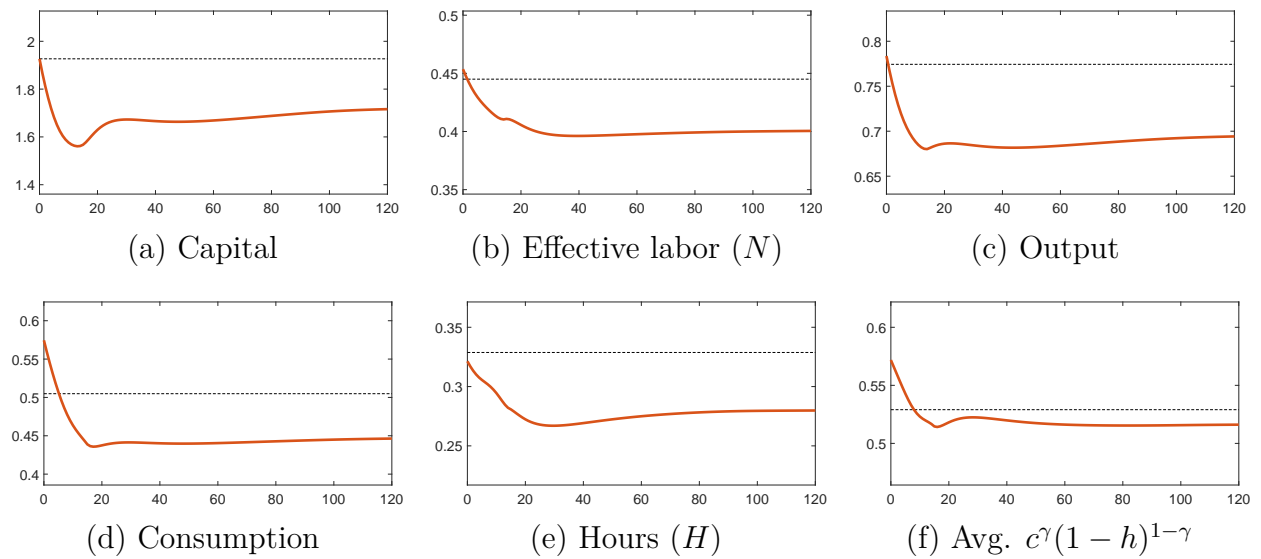 2
1.8
1.6
1.4
0 20 40 60 80 100 120
(a) Capital
0.5
0.45
0.4
0.35
0 20 40 60 80 100 120
(b) Effective labor (N)
0.8
0.75
0.7
0.65
0 20 40 60 80 100 120
(c) Output
0.6
0.55
0.5
0.45
0.4
0 20 40 60 80 100 120
(d) Consumption
0.35
0.3
0.25
0 20 40 60 80 100 120
(e) Hours (H)
0.6
0.55
0.5
0 20 40 60 80 100 120
(f) Avg. c^γ(1 − h)^{1−γ}